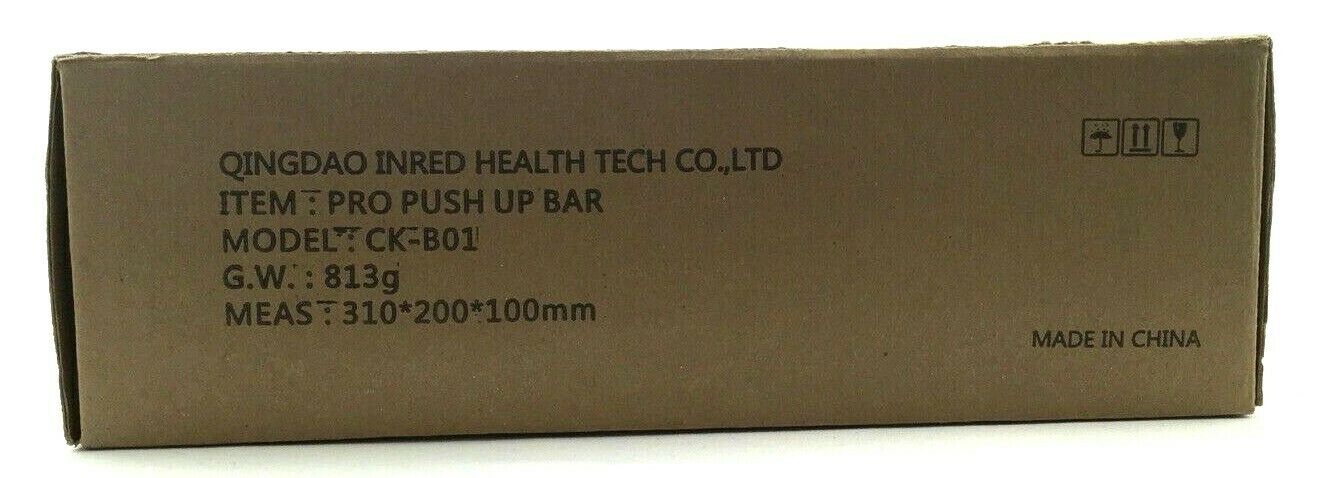 QINGDAO INRED HEALTH TECH CO.,LTD
ITEM : PRO PUSH UP BAR
MODEL : CK-B01
G.W. : 813g
MEAS : 310*200*100mm
MADE IN CHINA